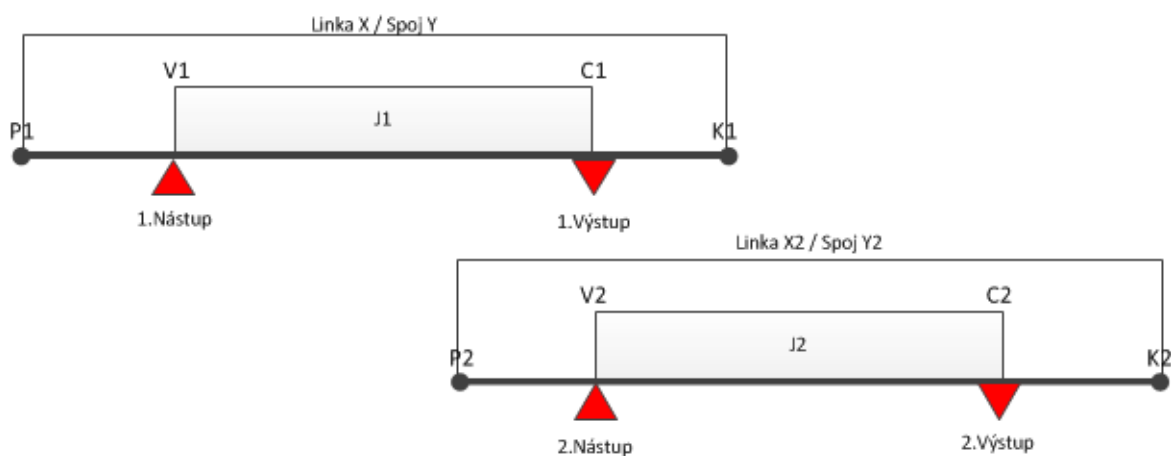 Linka X / Spoj Y
V1 C1
J1
P1 K1
1.Nástup 1.Výstup
Linka X2 / Spoj Y2
V2 C2
J2
P2 K2
2.Nástup 2.Výstup